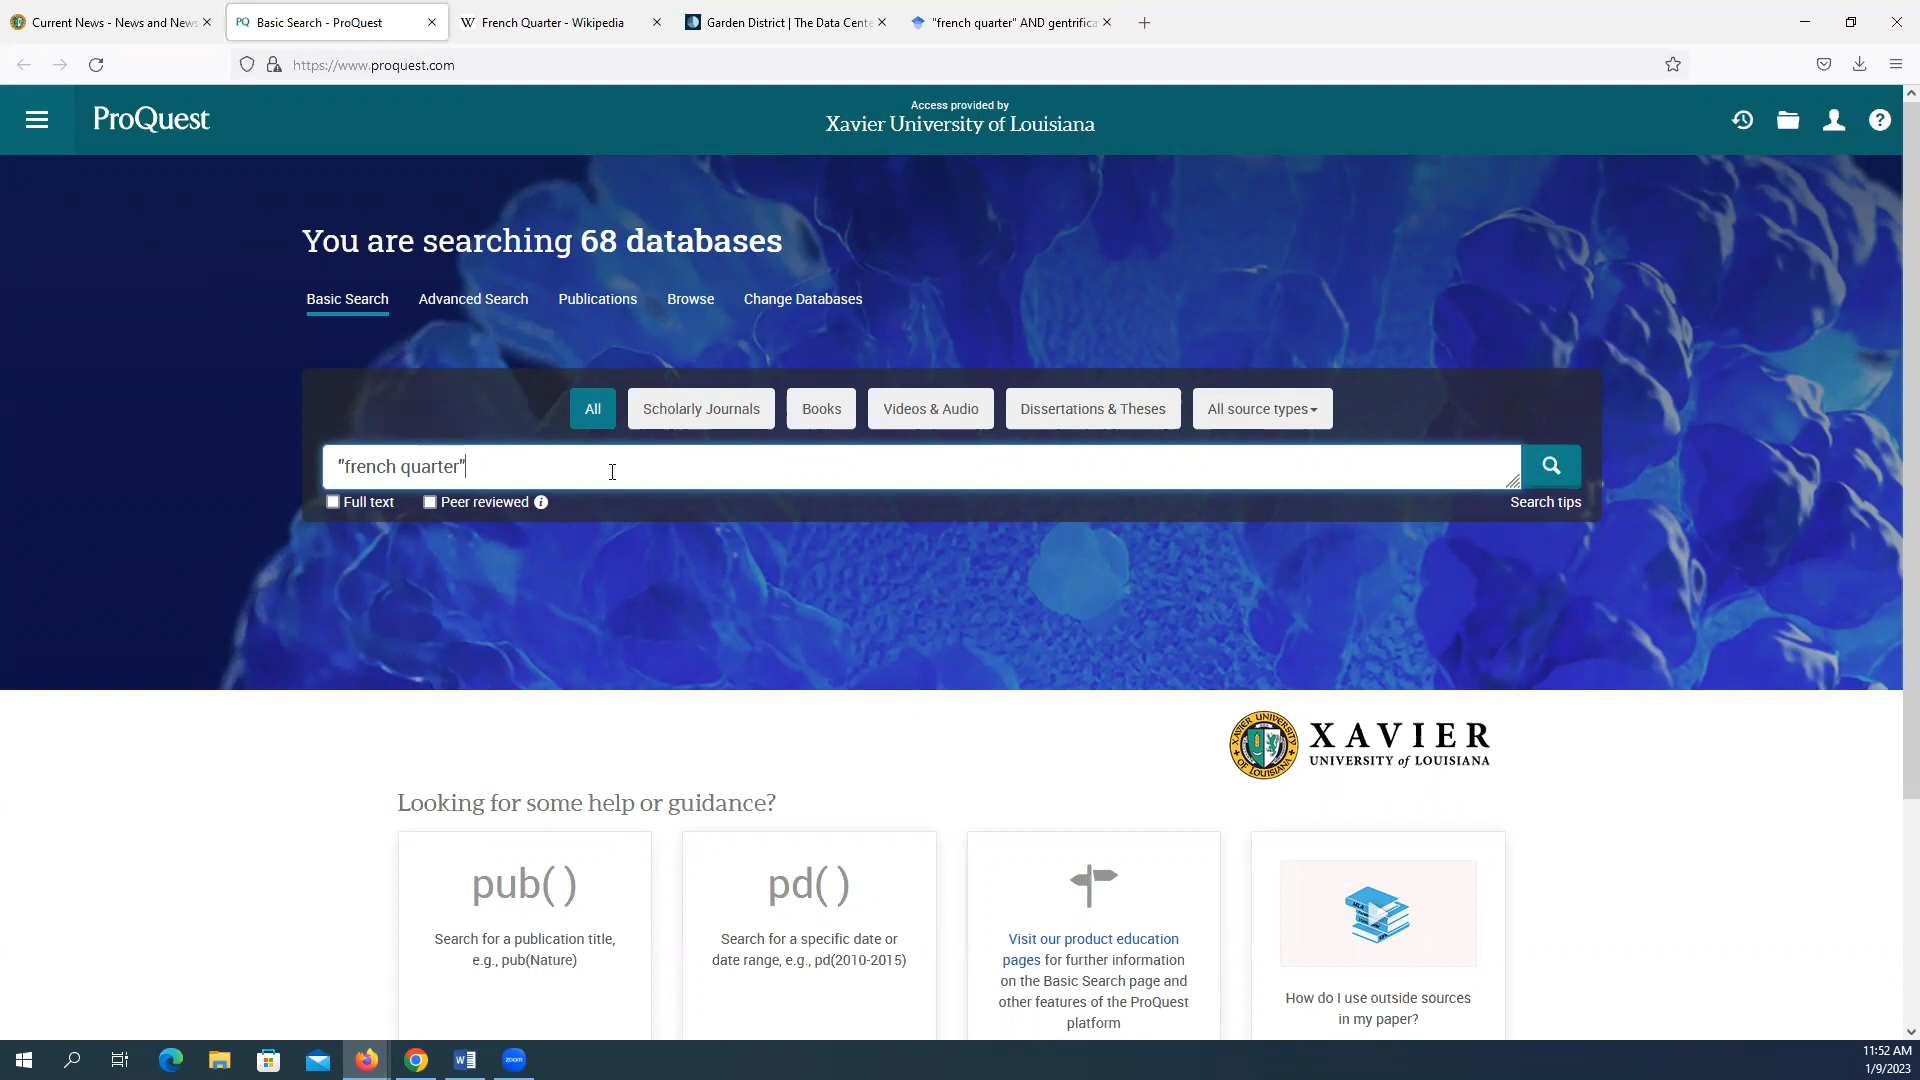 Current News - News and News
PQ Basic Search - ProQuest
W French Quarter - Wikipedia
Garden District | The Data Cente
"french quarter" AND gentrifica
https://www.proquest.com
ProQuest
Access provided by
Xavier University of Louisiana
You are searching 68 databases
Basic Search
Advanced Search
Publications
Browse
Change Databases
All
Scholarly Journals
Books
Videos & Audio
Dissertations & Theses
All source types
"french quarter"
Full text
Peer reviewed
Search tips
XAVIER
UNIVERSITY of LOUISIANA
Looking for some help or guidance?
pub()
Search for a publication title,
e.g., pub(Nature)
pd()
Search for a specific date or
date range, e.g., pd(2010-2015)
Visit our product education
pages for further information
on the Basic Search page and
other features of the ProQuest
platform
How do I use outside sources
in my paper?
zoom
11:52 AM
1/9/2023